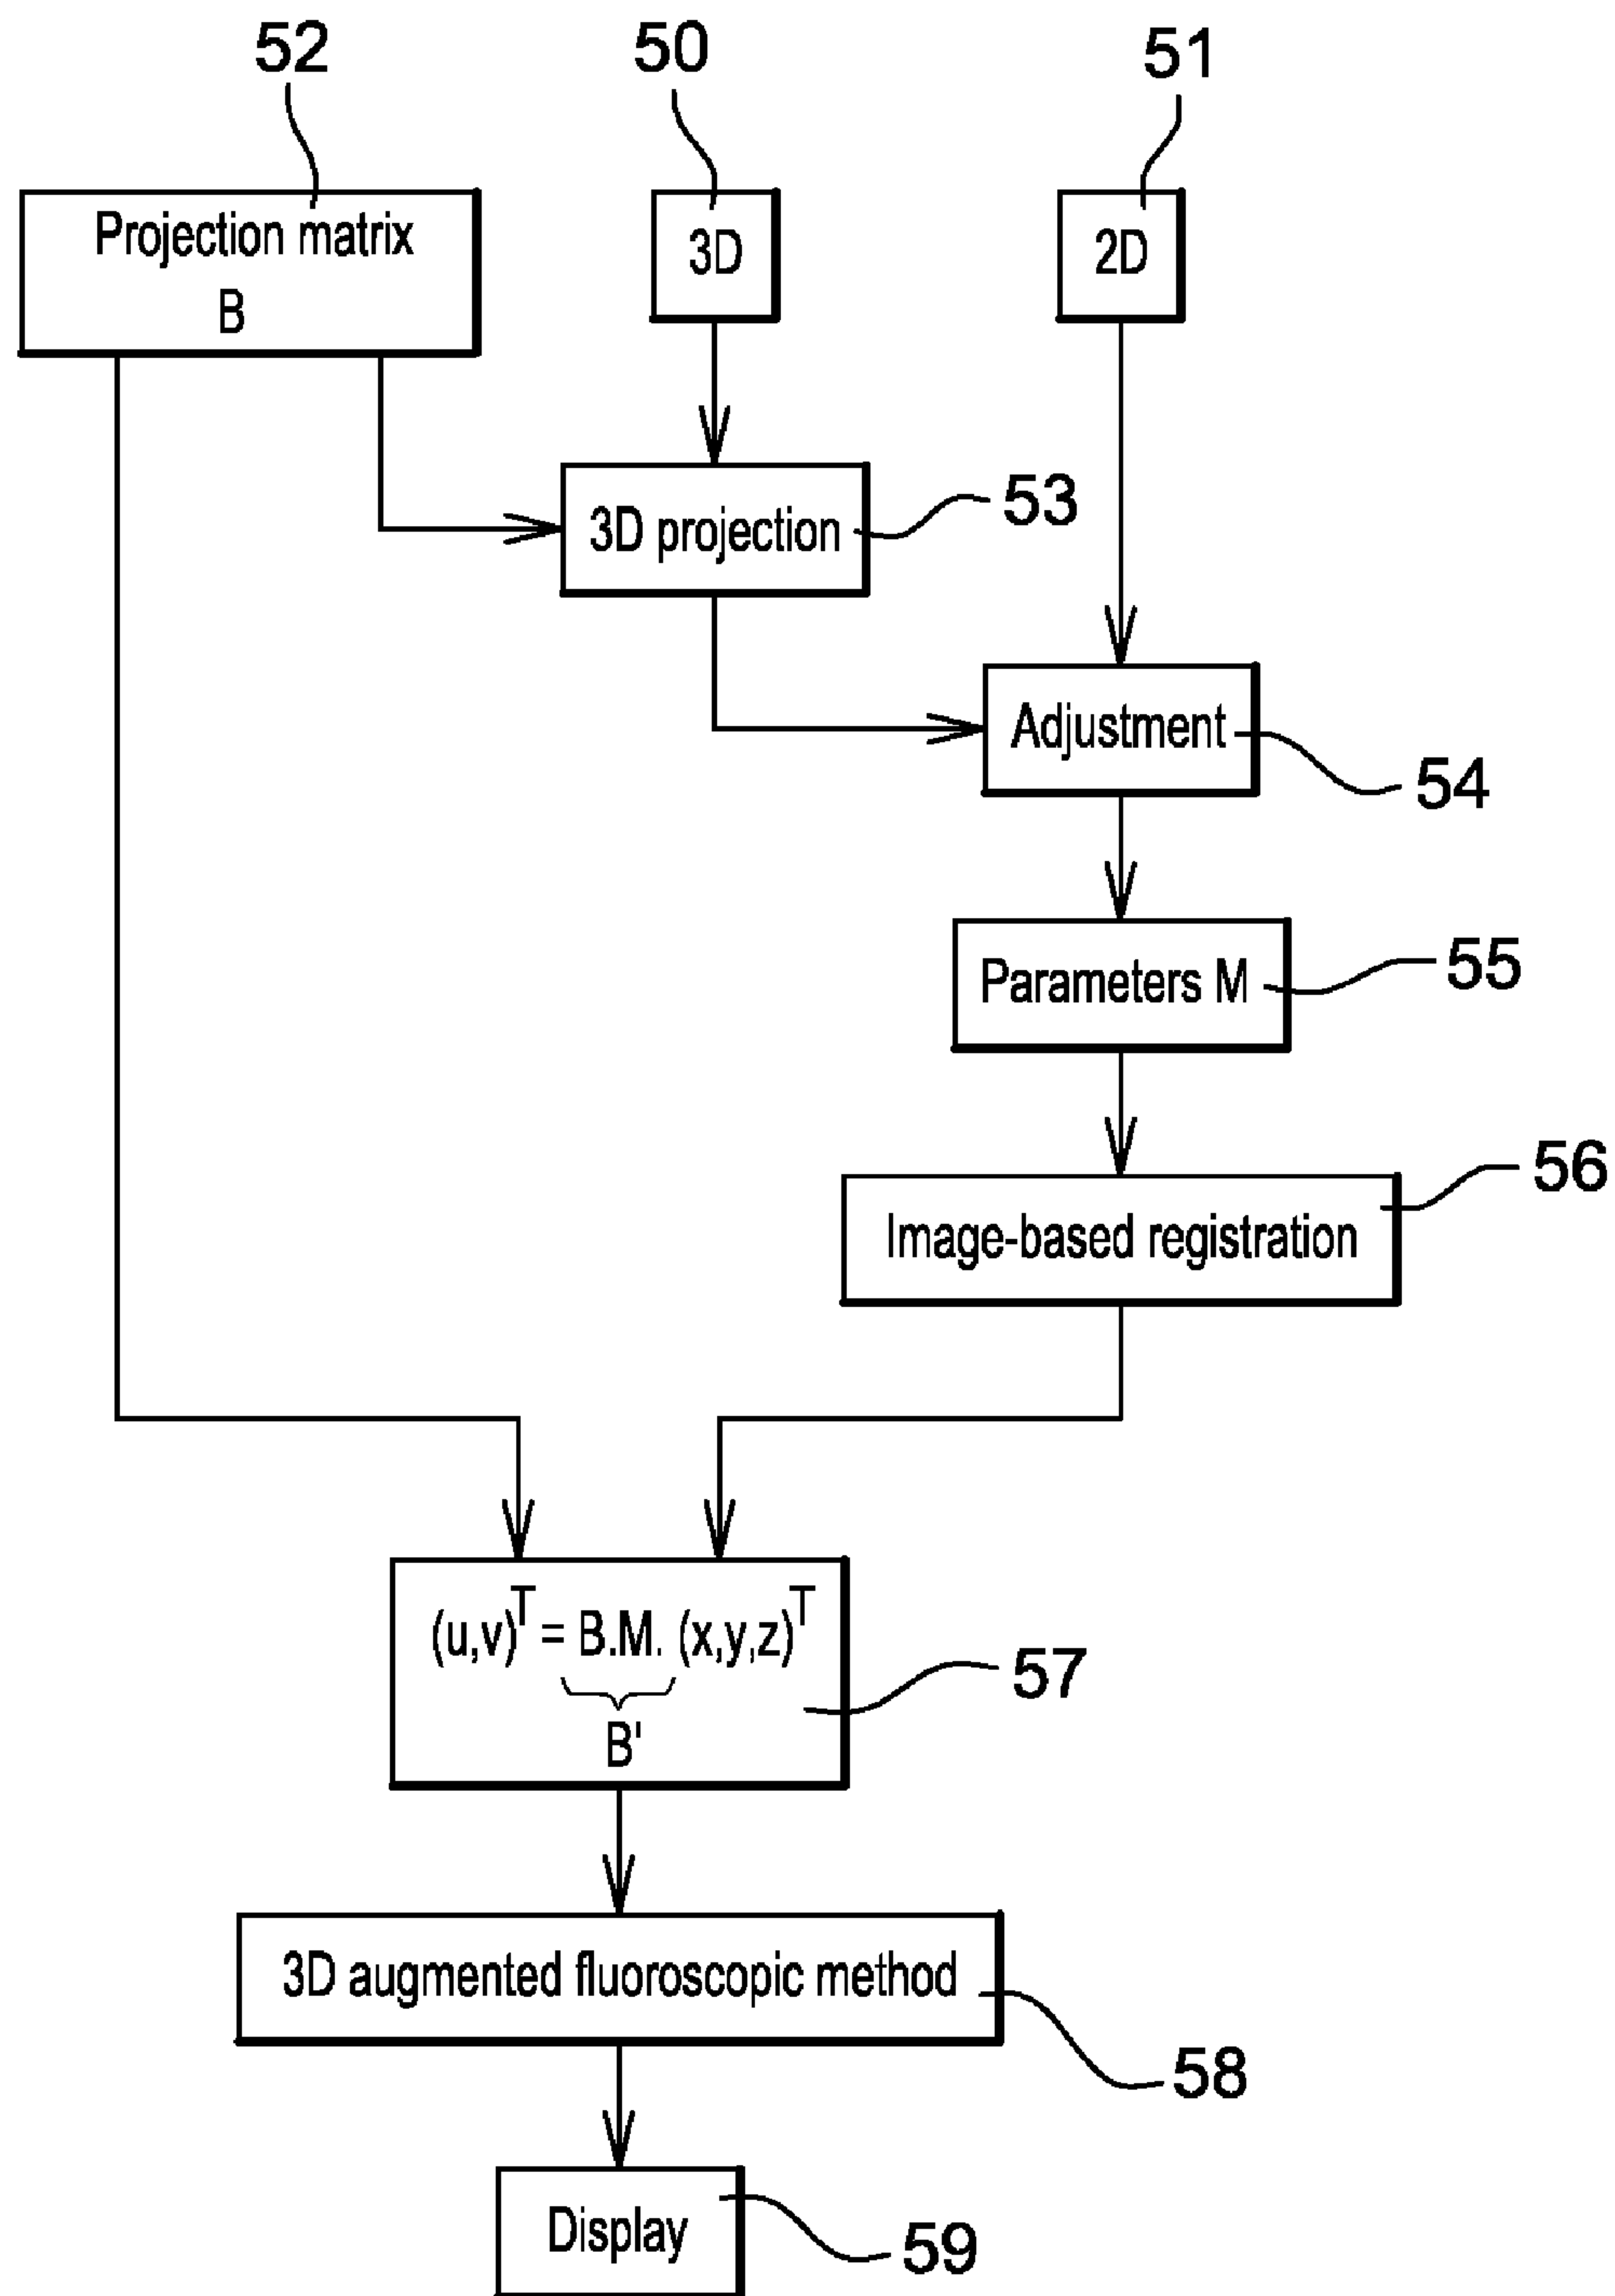 52
50
51
Projection matrix
B
3D
2D
3D projection
53
Adjustment
54
Parameters M
55
Image-based registration
56
(u,v)T = B.M. (x,y,z)T
B'
57
3D augmented fluoroscopic method
58
Display
59